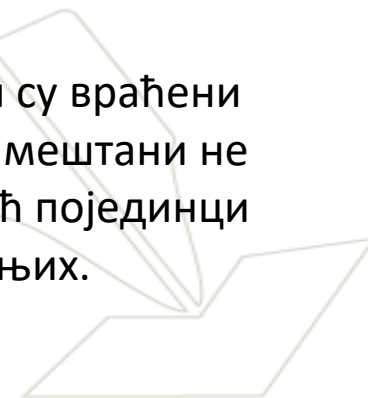 су враћени
мештани не
појединци
њих.